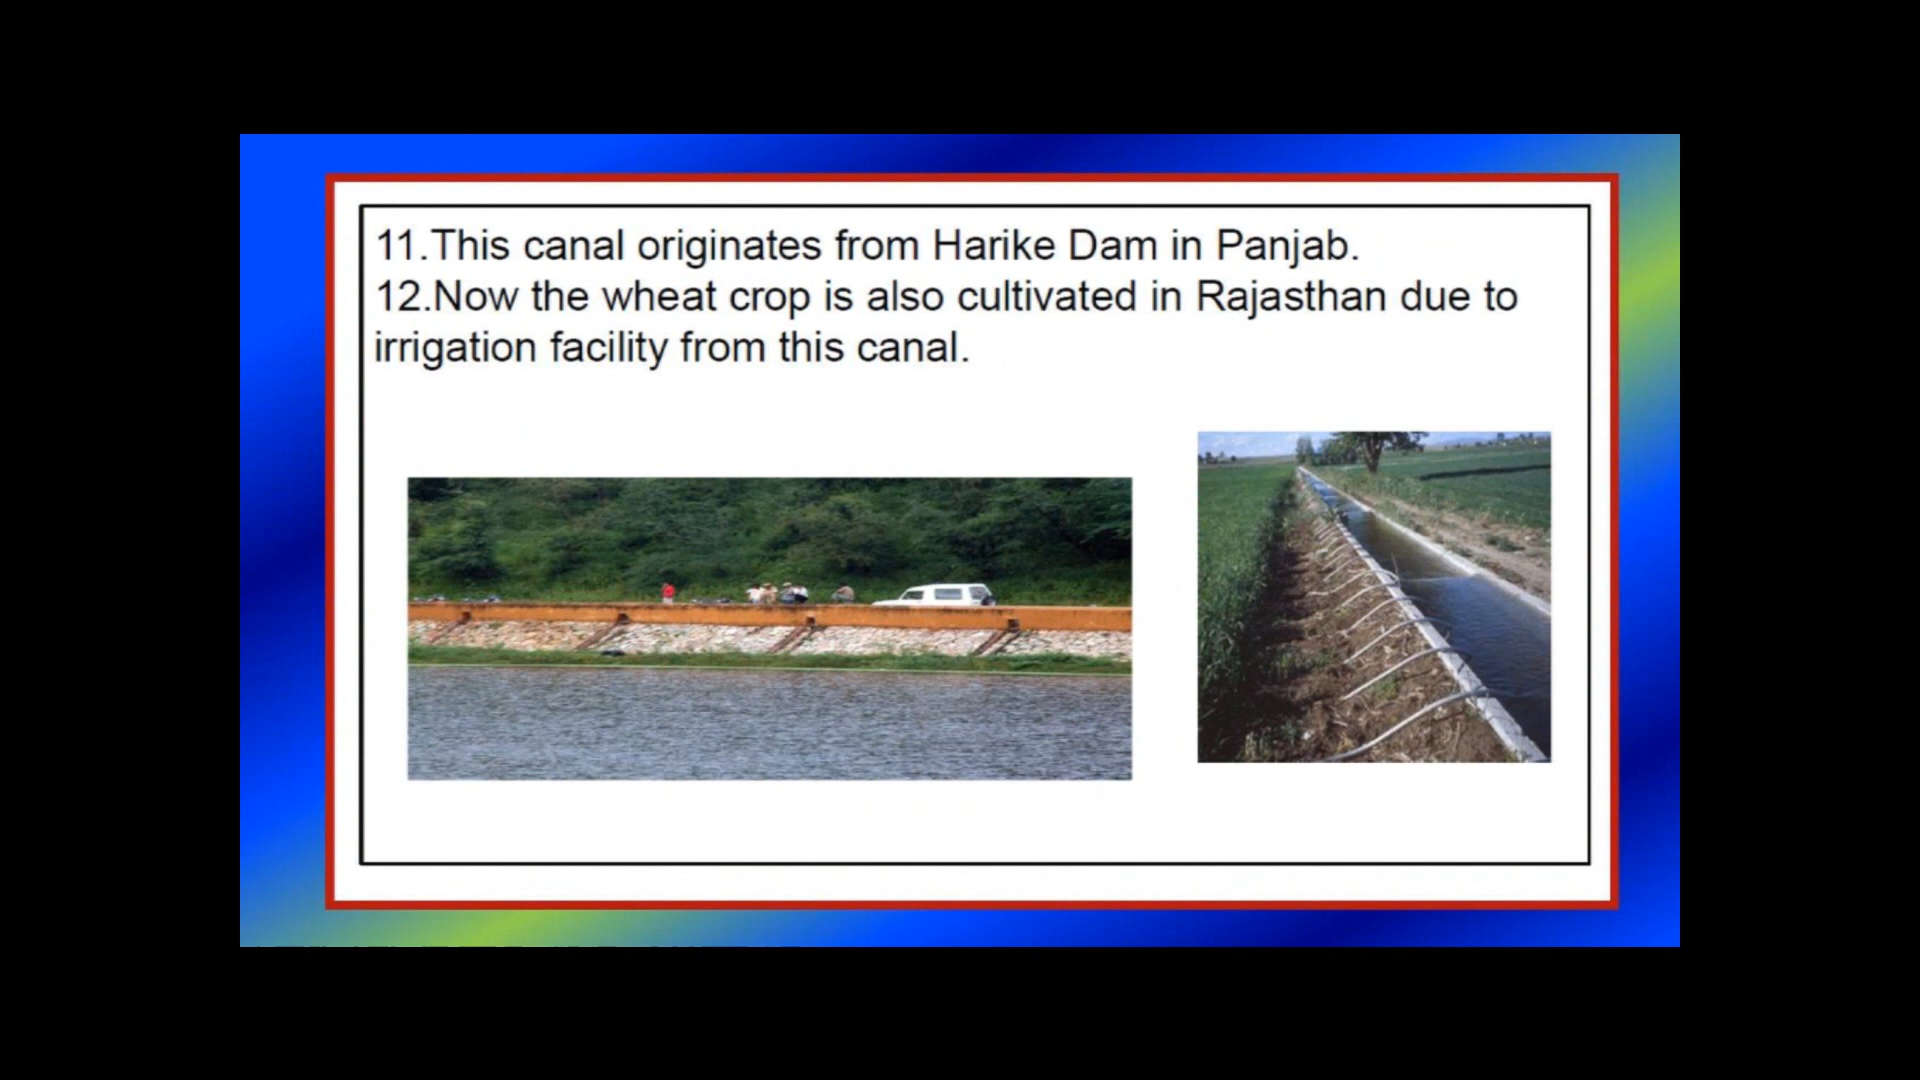 11.This canal originates from Harike Dam in Panjab.
12.Now the wheat crop is also cultivated in Rajasthan due to
irrigation facility from this canal.